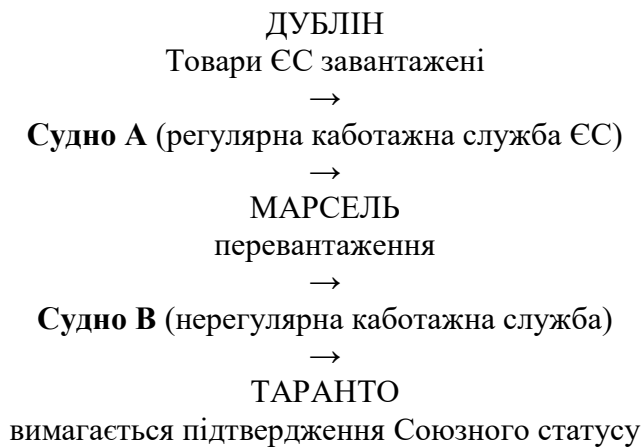 ДУБЛІН
Товари ЄС завантажені
→
Судно А (регулярна каботажна служба ЄС)
→
МАРСЕЛЬ
перевантаження
→
Судно В (нерегулярна каботажна служба)
→
ТАРАНТО
вимагається підтвердження Союзного статусу